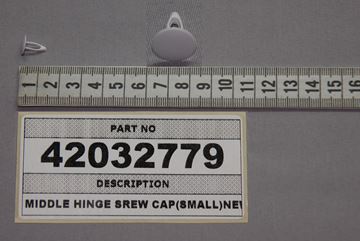 1 2 3 4 5 6 7 8 9 10 11 12 13 14 15 16
PART NO
42032779
DESCRIPTION
MIDDLE HINGE SREW CAP(SMALL)NEW